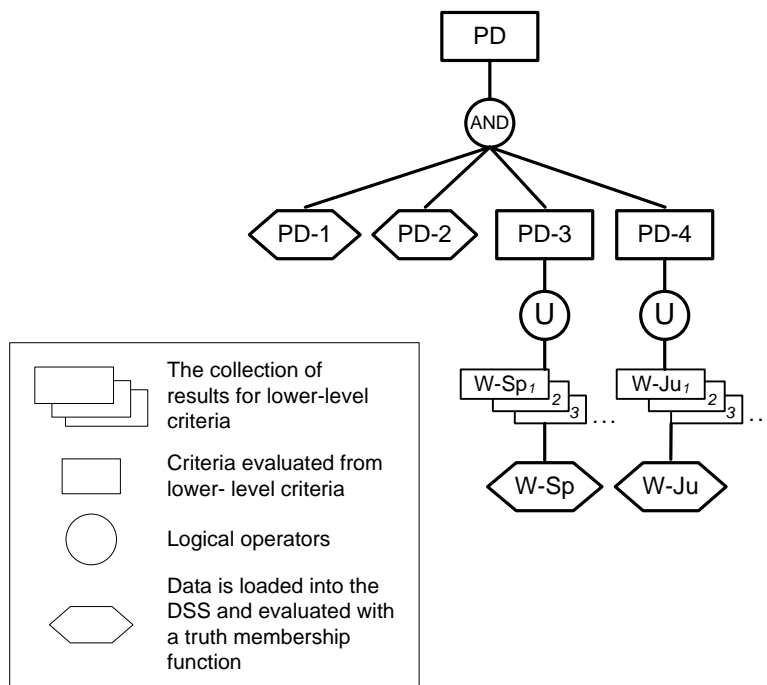 PD
AND
PD-1
PD-2
PD-3
PD-4
U
U
W-Sp1
2
3
...
W-Ju1
2
3
..
W-Sp
W-Ju
The collection of
results for lower-level
criteria
Criteria evaluated from
lower- level criteria
Logical operators
Data is loaded into the
DSS and evaluated with
a truth membership
function